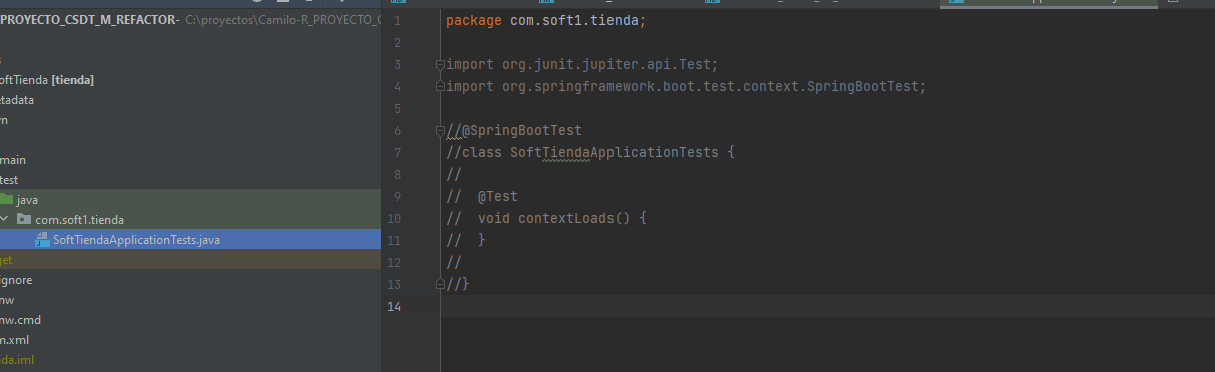 PROYECTO_CSDT_M_REFACTOR- C:\proyectos\Camilo-R_PROYECTO_C
oftTienda [tienda]
etadata
vn
main
test
java
com.soft1.tienda
SoftTiendaApplicationTests.java
get
ignore
nw
nw.cmd
m.xml
da.iml
1 package com.soft1.tienda;
2
3 import org.junit.jupiter.api.Test;
4 import org.springframework.boot.test.context.SpringBootTest;
5
6 //@SpringBootTest
7 //class SoftTiendaApplicationTests {
8 //
9 //  @Test
10 //  void contextLoads() {
11 //  }
12 //
13 //}
14